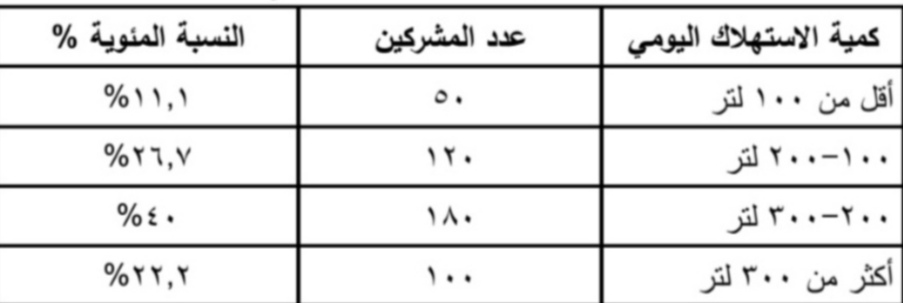 كمية الاستهلاك اليومي عدد المشركين النسبة المئوية %
أقل من ١٠٠ لتر ٥٠ ١١,١%
١٠٠-٢٠٠ لتر ١٢٠ ٢٦,٧%
٢٠٠-٣٠٠ لتر ١٨٠ ٤٠%
أكثر من ٣٠٠ لتر ١٠٠ ٢٢,٢%